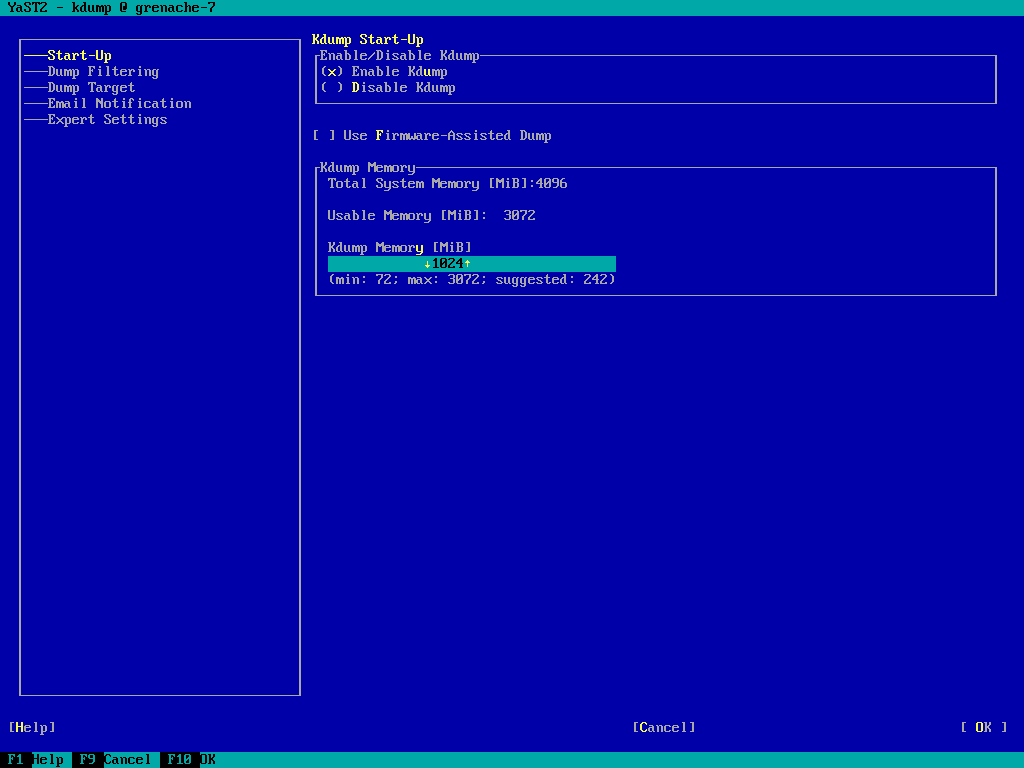 YaST2 - kdump @ grenache-7
Start-Up
Dump Filtering
Dump Target
Email Notification
Expert Settings
Kdump Start-Up
Enable/Disable Kdump
(x) Enable Kdump
( ) Disable Kdump
[ ] Use Firmware-Assisted Dump
Kdump Memory
Total System Memory [MiB]:4096
Usable Memory [MiB]:  3072
Kdump Memory [MiB]
↓1024↑
(min: 72; max: 3072; suggested: 242)
[Help] [Cancel] [ OK ]
F1 Help F9 Cancel F10 OK